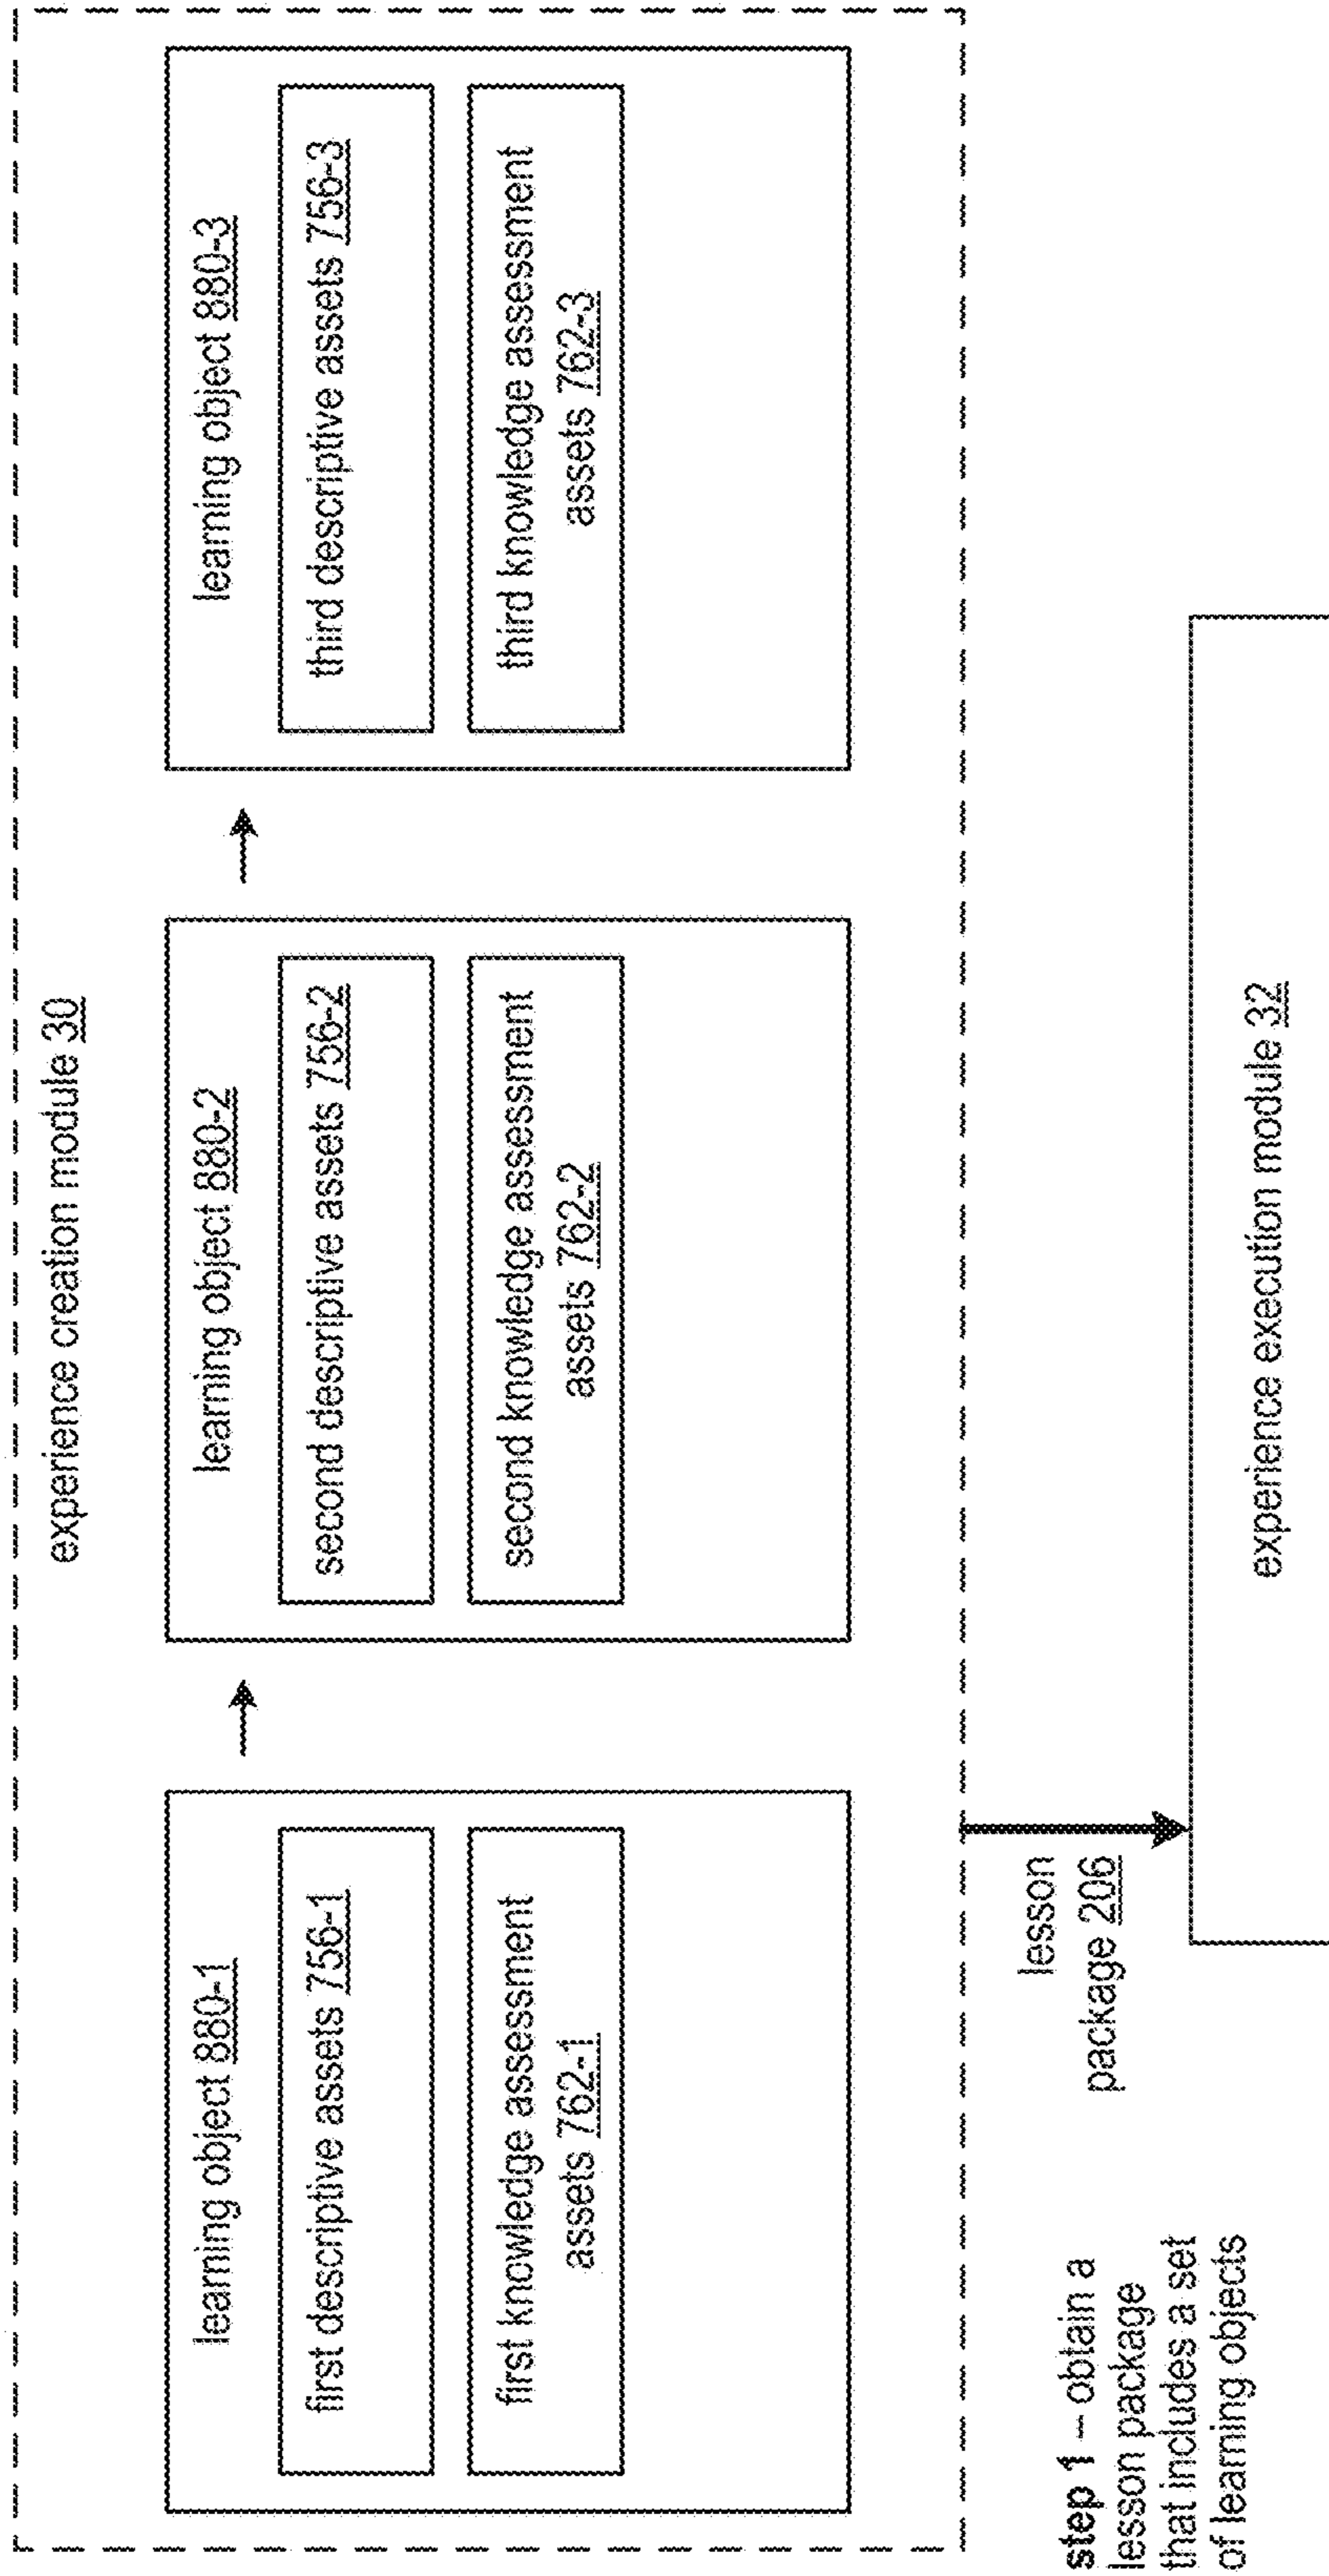 experience creation module 30
learning object 880-1
first descriptive assets 756-1
first knowledge assessment
assets 762-1
learning object 880-2
second descriptive assets 756-2
second knowledge assessment
assets 762-2
learning object 880-3
third descriptive assets 756-3
third knowledge assessment
assets 762-3
lesson
package 206
step 1 – obtain a
lesson package
that includes a set
of learning objects
experience execution module 32